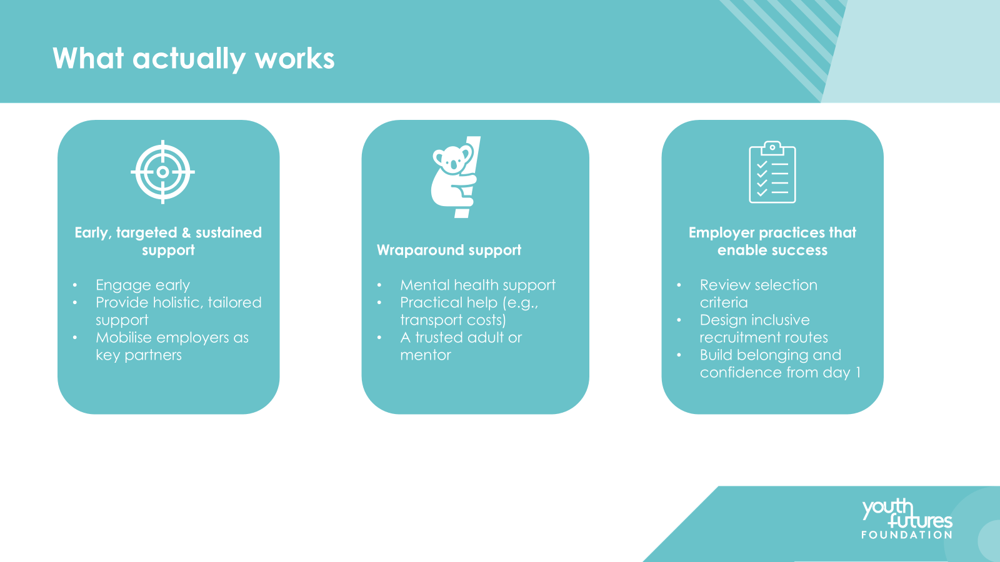 What actually works
Early, targeted & sustained
support
• Engage early
• Provide holistic, tailored
support
• Mobilise employers as
key partners
Wraparound support
• Mental health support
• Practical help (e.g.,
transport costs)
• A trusted adult or
mentor
Employer practices that
enable success
• Review selection
criteria
• Design inclusive
recruitment routes
• Build belonging and
confidence from day 1
youth
futures
FOUNDATION